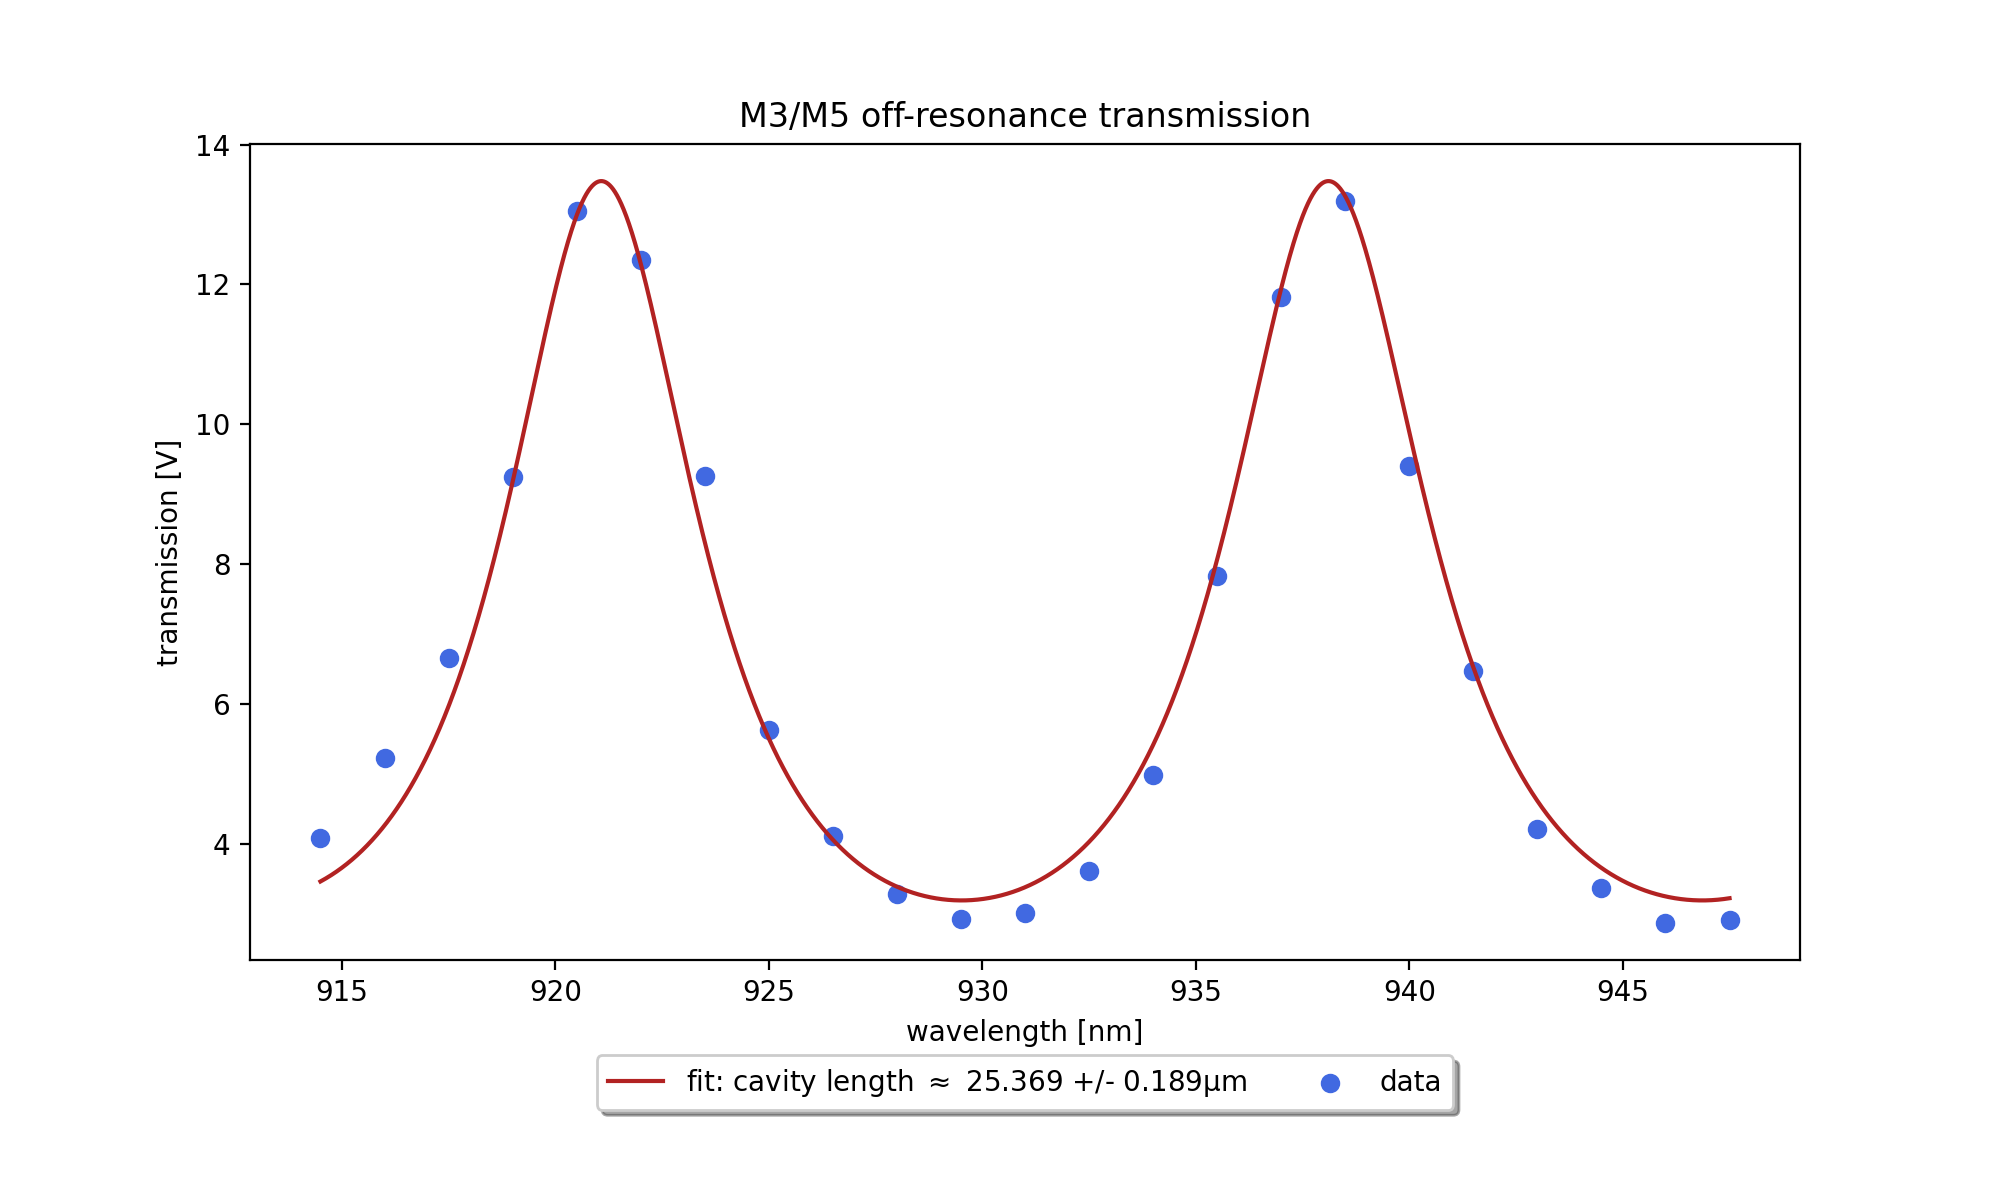 M3/M5 off-resonance transmission
14
12
10
8
6
4
transmission [V]
915 920 925 930 935 940 945
wavelength [nm]
fit: cavity length ≈ 25.369 +/- 0.189μm data